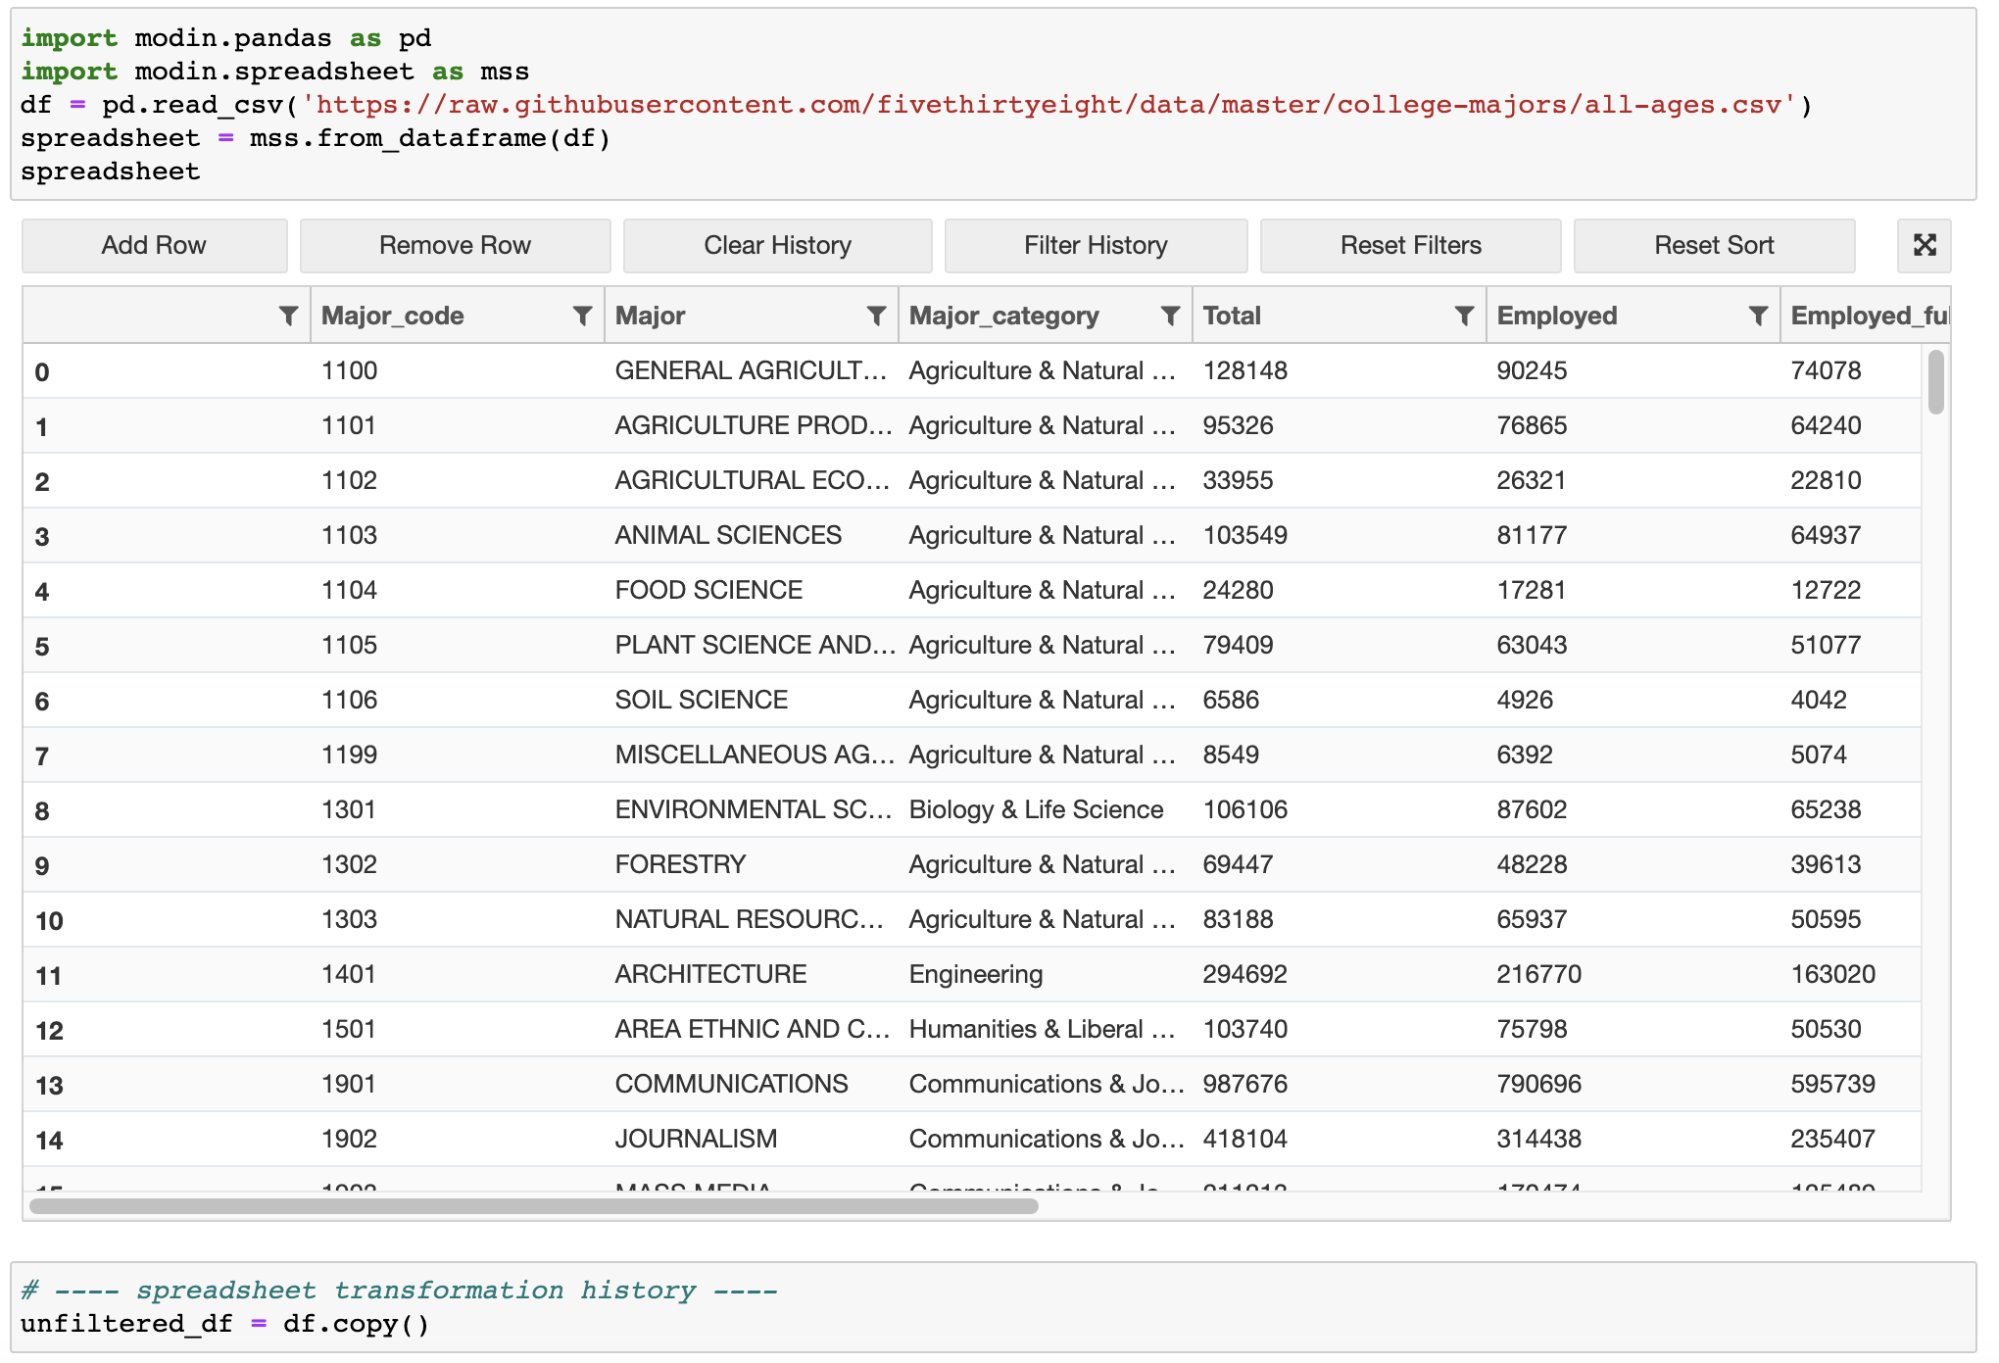 import modin.pandas as pd
import modin.spreadsheet as mss
df = pd.read_csv('https://raw.githubusercontent.com/fivethirtyeight/data/master/college-majors/all-ages.csv')
spreadsheet = mss.from_dataframe(df)
spreadsheet
Add Row Remove Row Clear History Filter History Reset Filters Reset Sort
Major_code Major Major_category Total Employed Employed_ful
0 1100 GENERAL AGRICULT... Agriculture & Natural ... 128148 90245 74078
1 1101 AGRICULTURE PROD... Agriculture & Natural ... 95326 76865 64240
2 1102 AGRICULTURAL ECO... Agriculture & Natural ... 33955 26321 22810
3 1103 ANIMAL SCIENCES Agriculture & Natural ... 103549 81177 64937
4 1104 FOOD SCIENCE Agriculture & Natural ... 24280 17281 12722
5 1105 PLANT SCIENCE AND... Agriculture & Natural ... 79409 63043 51077
6 1106 SOIL SCIENCE Agriculture & Natural ... 6586 4926 4042
7 1199 MISCELLANEOUS AG... Agriculture & Natural ... 8549 6392 5074
8 1301 ENVIRONMENTAL SC... Biology & Life Science 106106 87602 65238
9 1302 FORESTRY Agriculture & Natural ... 69447 48228 39613
10 1303 NATURAL RESOURC... Agriculture & Natural ... 83188 65937 50595
11 1401 ARCHITECTURE Engineering 294692 216770 163020
12 1501 AREA ETHNIC AND C... Humanities & Liberal ... 103740 75798 50530
13 1901 COMMUNICATIONS Communications & Jo... 987676 790696 595739
14 1902 JOURNALISM Communications & Jo... 418104 314438 235407
MASS MEDIA Communications & Jo...
# ---- spreadsheet transformation history ----
unfiltered_df = df.copy()